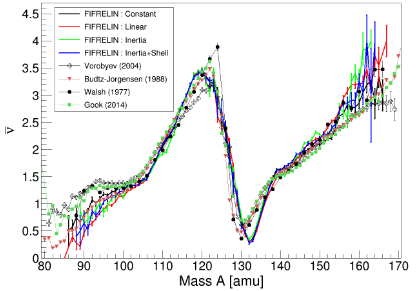 FIFRELIN : Constant
FIFRELIN : Linear
FIFRELIN : Inertia
FIFRELIN : Inertia+Shell
Vorobyev (2004)
Budtz-Jorgensen (1988)
Walsh (1977)
Gook (2014)
4.5
4
3.5
3
2.5
2
1.5
1
0.5
0
ν̅
80 90 100 110 120 130 140 150 160 170
Mass A [amu]